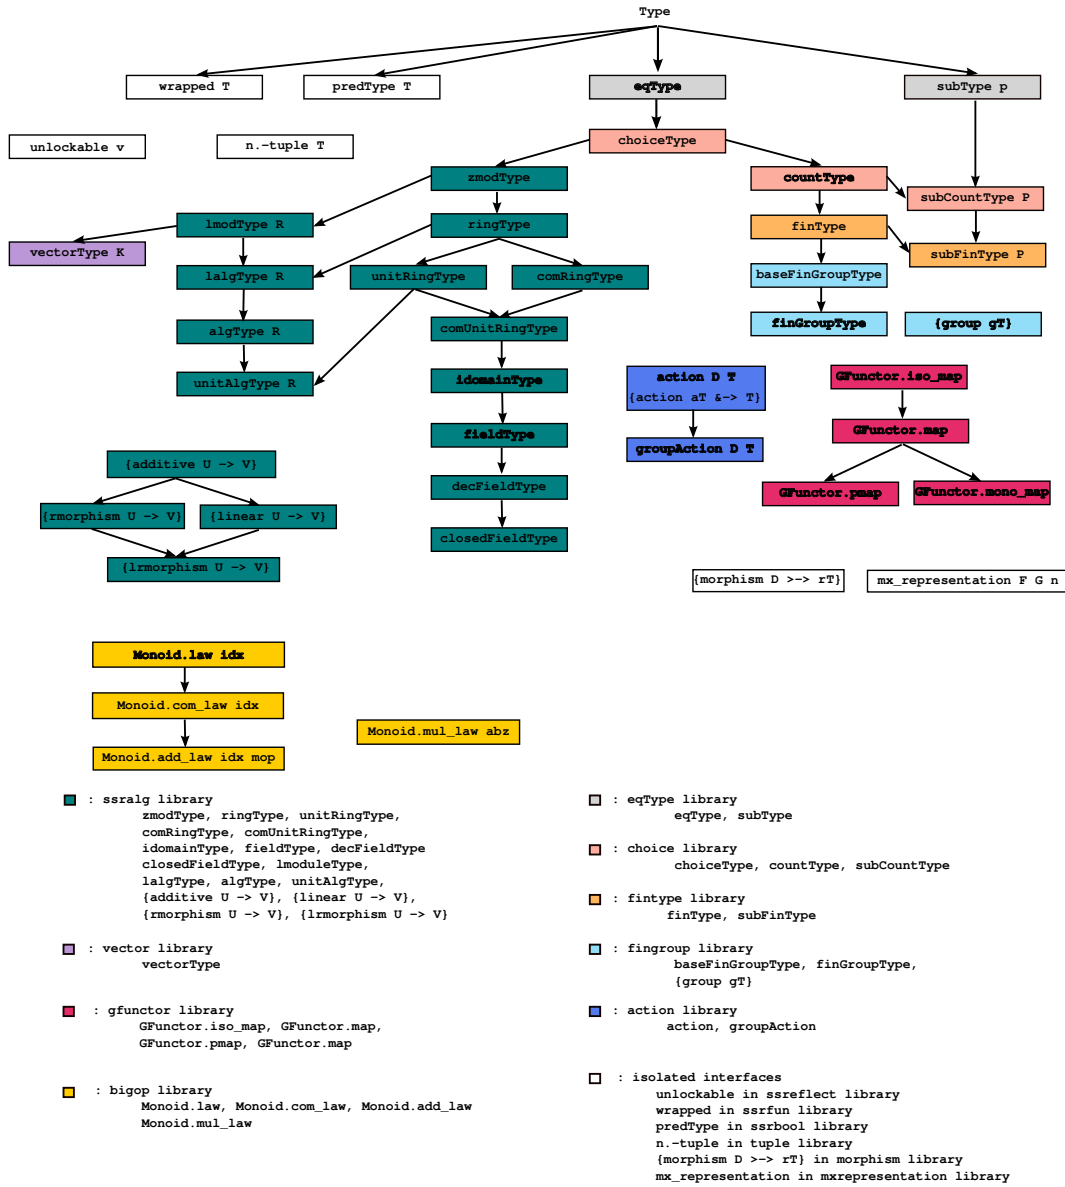 Type
wrapped T
predType T
eqType
subType p
unlockable v
n.-tuple T
choiceType
zmodType
countType
subCountType P
lmodType R
ringType
finType
vectorType K
subFinType P
lalgType R
unitRingType
comRingType
baseFinGroupType
algType R
comUnitRingType
finGroupType
{group gT}
unitAlgType R
idomainType
action D T
{action aT &-> T}
GFunctor.iso_map
fieldType
groupAction D T
GFunctor.map
{additive U -> V}
decFieldType
GFunctor.pmap
GFunctor.mono_map
{rmorphism U -> V}
{linear U -> V}
closedFieldType
{lrmorphism U -> V}
{morphism D >-> rT}
mx_representation F G n
Monoid.law idx
Monoid.com_law idx
Monoid.mul_law abz
Monoid.add_law idx mop
: ssralg library
zmodType, ringType, unitRingType,
comRingType, comUnitRingType,
idomainType, fieldType, decFieldType
closedFieldType, lmoduleType,
lalgType, algType, unitAlgType,
{additive U -> V}, {linear U -> V},
{rmorphism U -> V}, {lrmorphism U -> V}
: vector library
vectorType
: gfunctor library
GFunctor.iso_map, GFunctor.map,
GFunctor.pmap, GFunctor.map
: bigop library
Monoid.law, Monoid.com_law, Monoid.add_law
Monoid.mul_law
: eqType library
eqType, subType
: choice library
choiceType, countType, subCountType
: fintype library
finType, subFinType
: fingroup library
baseFinGroupType, finGroupType,
{group gT}
: action library
action, groupAction
: isolated interfaces
unlockable in ssreflect library
wrapped in ssrfun library
predType in ssrbool library
n.-tuple in tuple library
{morphism D >-> rT} in morphism library
mx_representation in mxrepresentation library